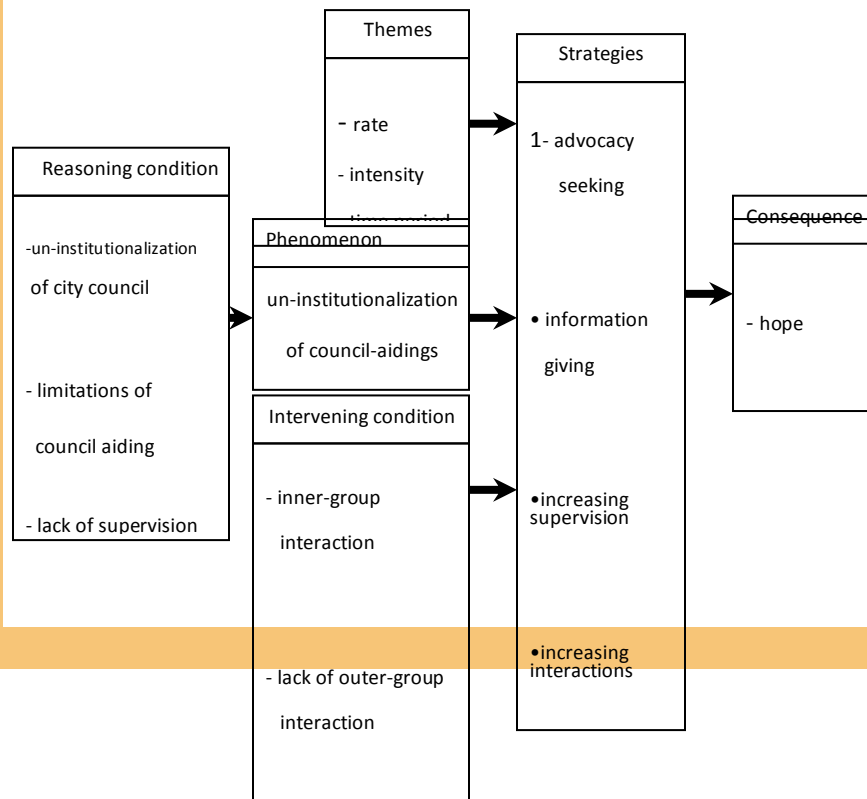 Themes
- rate
- intensity
Strategies
1- advocacy
seeking
• information
giving
•increasing
supervision
•increasing
interactions
Reasoning condition
-un-institutionalization
of city council
- limitations of
council aiding
- lack of supervision
Phenomenon
un-institutionalization
of council-aidings
Intervening condition
- inner-group
interaction
- lack of outer-group
interaction
Consequence
- hope